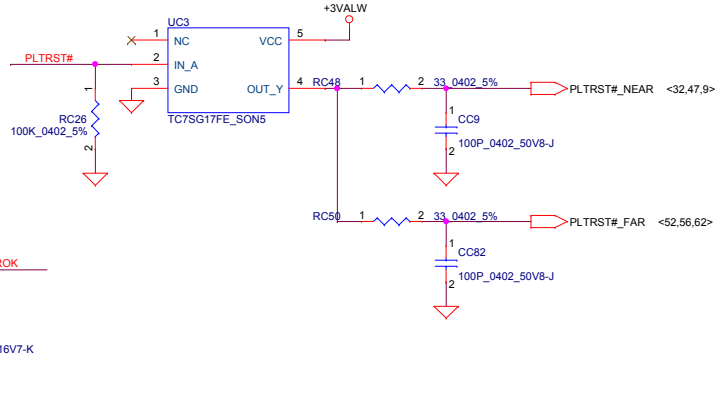 +3VALW
UC3
1 NC VCC 5
PLTRST# 2 IN_A
3 GND OUT_Y 4
TC7SG17FE_SON5
1
RC26
100K_0402_5%
2
RC48 1 2 33_0402_5%
PLTRST#_NEAR <32,47,9>
1
CC9
100P_0402_50V8-J
2
RC50 1 2 33_0402_5%
PLTRST#_FAR <52,56,62>
1
CC82
100P_0402_50V8-J
2
ROK
16V7-K